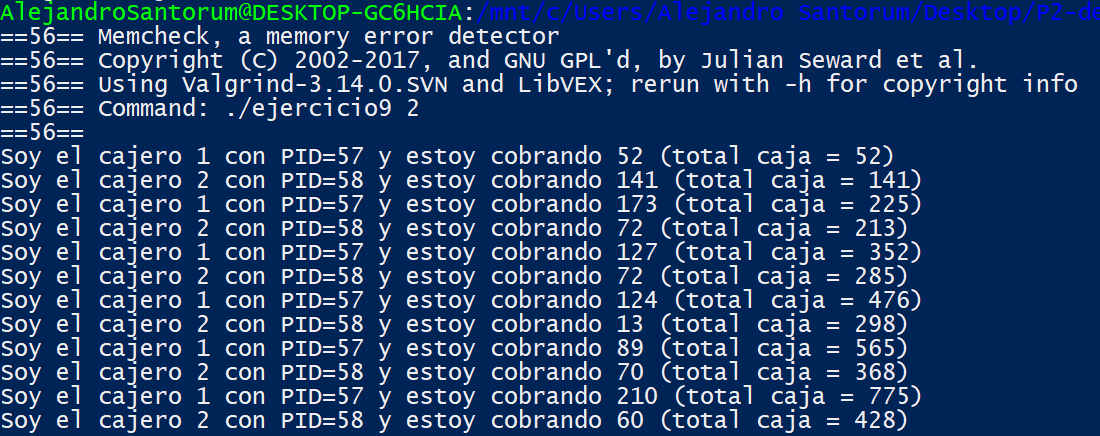 AlejandroSantorum@DESKTOP-GC6HCIA:/mnt/c/Users/Alejandro Santorum/Desktop/P2-de
==56== Memcheck, a memory error detector
==56== Copyright (C) 2002-2017, and GNU GPL'd, by Julian Seward et al.
==56== Using Valgrind-3.14.0.SVN and LibVEX; rerun with -h for copyright info
==56== Command: ./ejercicio9 2
==56==
Soy el cajero 1 con PID=57 y estoy cobrando 52 (total caja = 52)
Soy el cajero 2 con PID=58 y estoy cobrando 141 (total caja = 141)
Soy el cajero 1 con PID=57 y estoy cobrando 173 (total caja = 225)
Soy el cajero 2 con PID=58 y estoy cobrando 72 (total caja = 213)
Soy el cajero 1 con PID=57 y estoy cobrando 127 (total caja = 352)
Soy el cajero 2 con PID=58 y estoy cobrando 72 (total caja = 285)
Soy el cajero 1 con PID=57 y estoy cobrando 124 (total caja = 476)
Soy el cajero 2 con PID=58 y estoy cobrando 13 (total caja = 298)
Soy el cajero 1 con PID=57 y estoy cobrando 89 (total caja = 565)
Soy el cajero 2 con PID=58 y estoy cobrando 70 (total caja = 368)
Soy el cajero 1 con PID=57 y estoy cobrando 210 (total caja = 775)
Soy el cajero 2 con PID=58 y estoy cobrando 60 (total caja = 428)